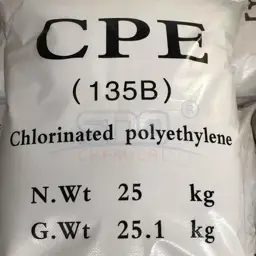 CPE
(135B)
Chlorinated polyethylene
N.Wt 25 kg
G.Wt 25.1 kg